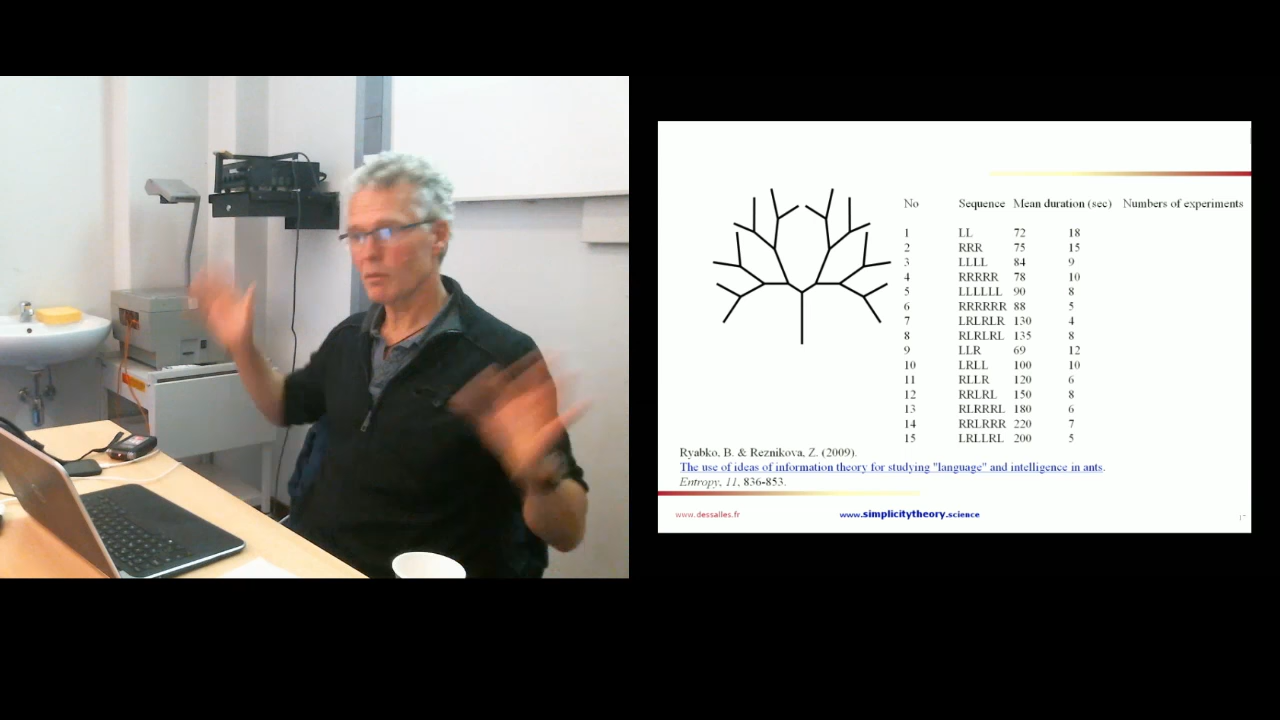 No Sequence Mean duration (sec) Numbers of experiments
1 LL 72 18
2 RRR 75 15
3 LLLL 84 9
4 RRRRR 78 10
5 LLLLLL 90 8
6 RRRRRR 88 5
7 LRLRLR 130 4
8 RLRLRL 135 8
9 LLR 69 12
10 LRLL 100 10
11 RLLR 120 6
12 RRLRL 150 8
13 RLRRRL 180 6
14 RRLRRR 220 7
15 LRLLRL 200 5
Ryabko, B. & Reznikova, Z. (2009).
The use of ideas of information theory for studying "language" and intelligence in ants.
Entropy, 11, 836-853.
www.dessalles.fr www.simplicitytheory.science